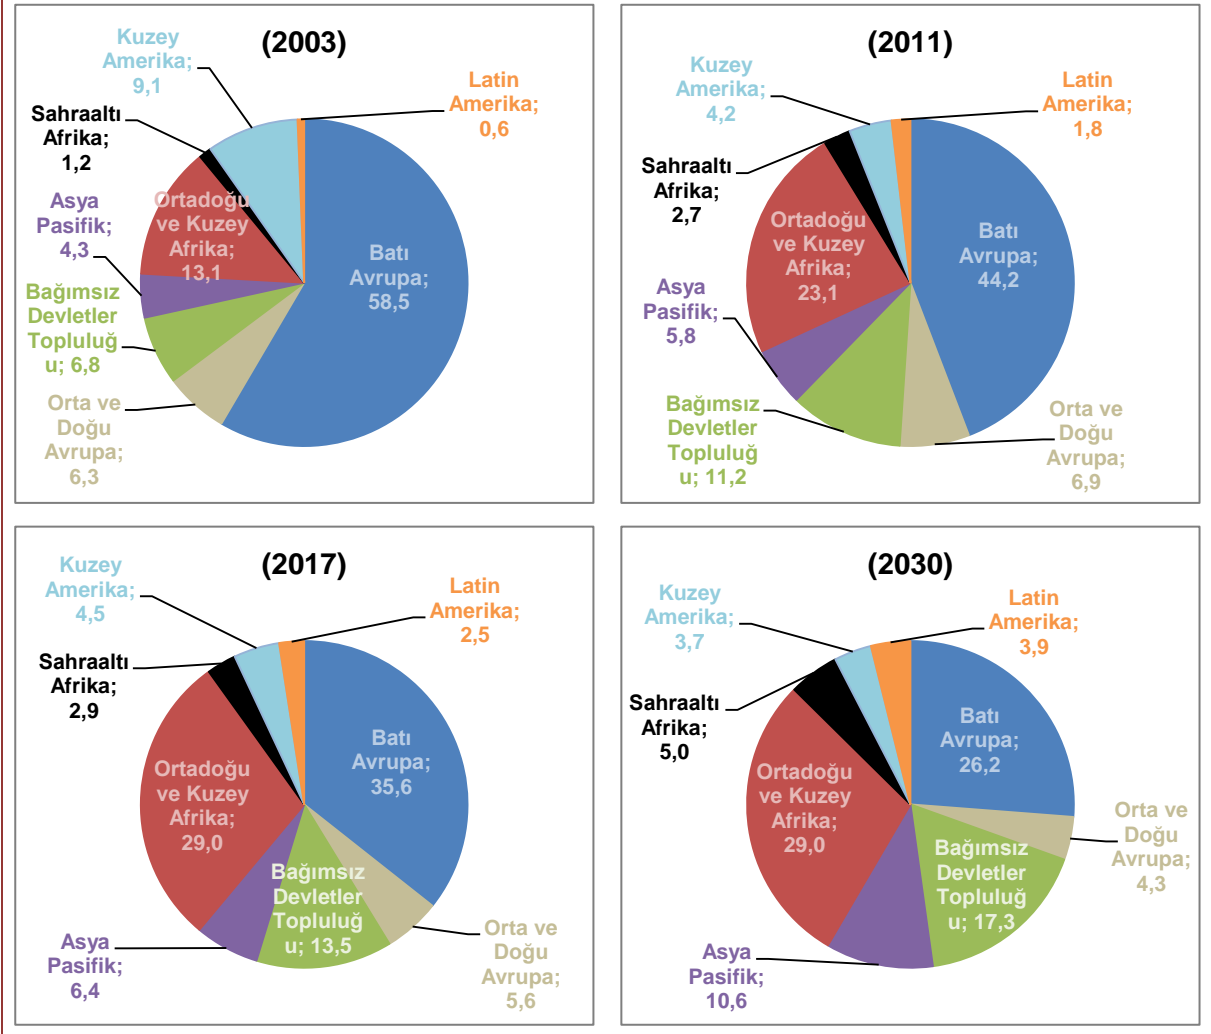 (2003)
Kuzey
Amerika;
9,1
Latin
Amerika;
0,6
Sahraaltı
Afrika;
1,2
Ortadoğu
ve Kuzey
Afrika;
13,1
Asya
Pasifik;
4,3
Batı
Avrupa;
58,5
Bağımsız
Devletler
Topluluğ
u; 6,8
Orta ve
Doğu
Avrupa;
6,3
(2011)
Kuzey
Amerika;
4,2
Latin
Amerika;
1,8
Sahraaltı
Afrika;
2,7
Ortadoğu
ve Kuzey
Afrika;
23,1
Batı
Avrupa;
44,2
Asya
Pasifik;
5,8
Bağımsız
Devletler
Topluluğ
u; 11,2
Orta ve
Doğu
Avrupa;
6,9
(2017)
Kuzey
Amerika;
4,5
Latin
Amerika;
2,5
Sahraaltı
Afrika;
2,9
Batı
Avrupa;
35,6
Ortadoğu
ve Kuzey
Afrika;
29,0
Bağımsız
Devletler
Topluluğ
u; 13,5
Asya
Pasifik;
6,4
Orta ve
Doğu
Avrupa;
5,6
(2030)
Kuzey
Amerika;
3,7
Latin
Amerika;
3,9
Sahraaltı
Afrika;
5,0
Batı
Avrupa;
26,2
Ortadoğu
ve Kuzey
Afrika;
29,0
Orta ve
Doğu
Avrupa;
4,3
Bağımsız
Devletler
Topluluğ
u; 17,3
Asya
Pasifik;
10,6